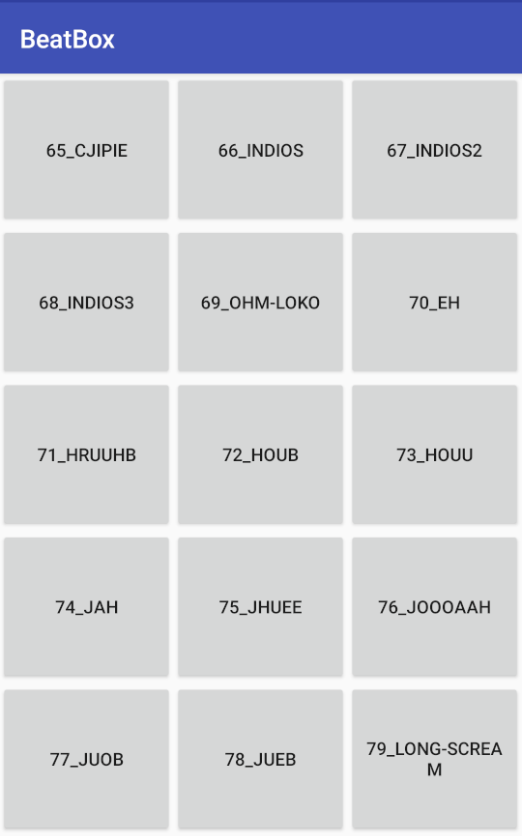 BeatBox
65_CJIPIE
66_INDIOS
67_INDIOS2
68_INDIOS3
69_OHM-LOKO
70_EH
71_HRUUHB
72_HOUB
73_HOUU
74_JAH
75_JHUEE
76_JOOOAAH
77_JUOB
78_JUEB
79_LONG-SCREA
M